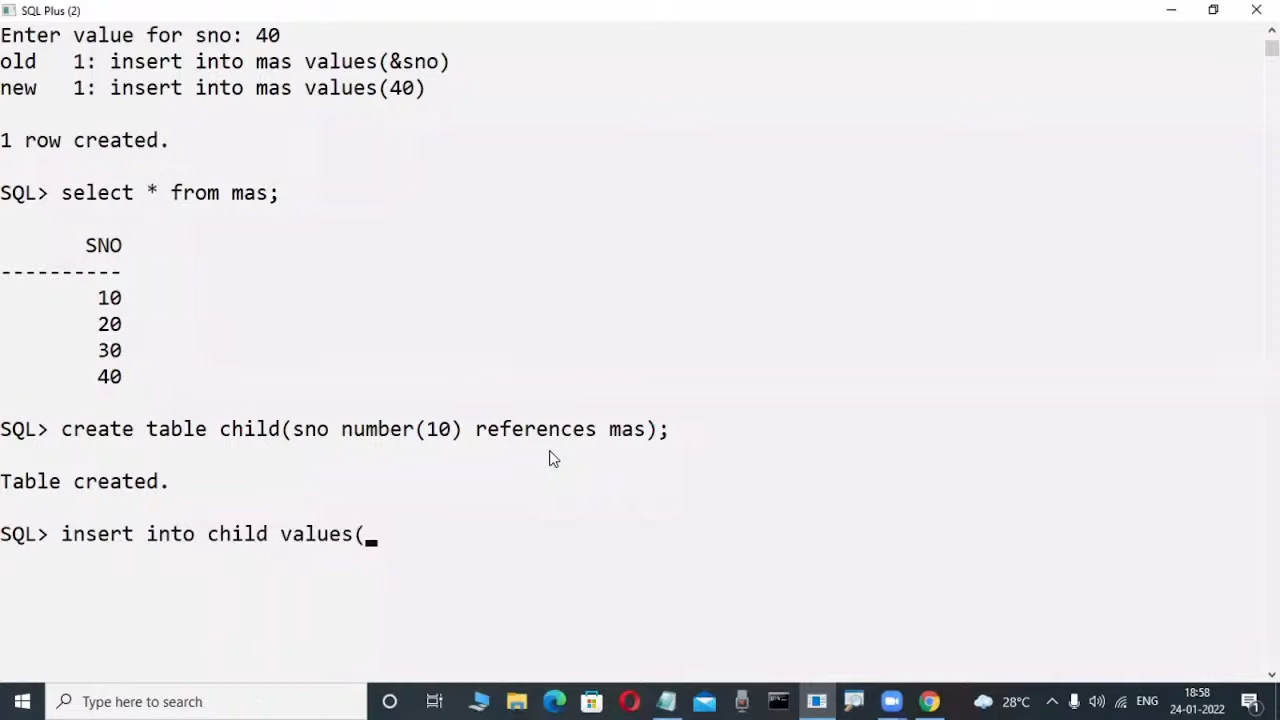 SQL Plus (2)
Enter value for sno: 40
old   1: insert into mas values(&sno)
new   1: insert into mas values(40)
1 row created.
SQL> select * from mas;
SNO
----------
10
20
30
40
SQL> create table child(sno number(10) references mas);
Table created.
SQL> insert into child values(
Type here to search
28°C
ENG
18:58
24-01-2022
1